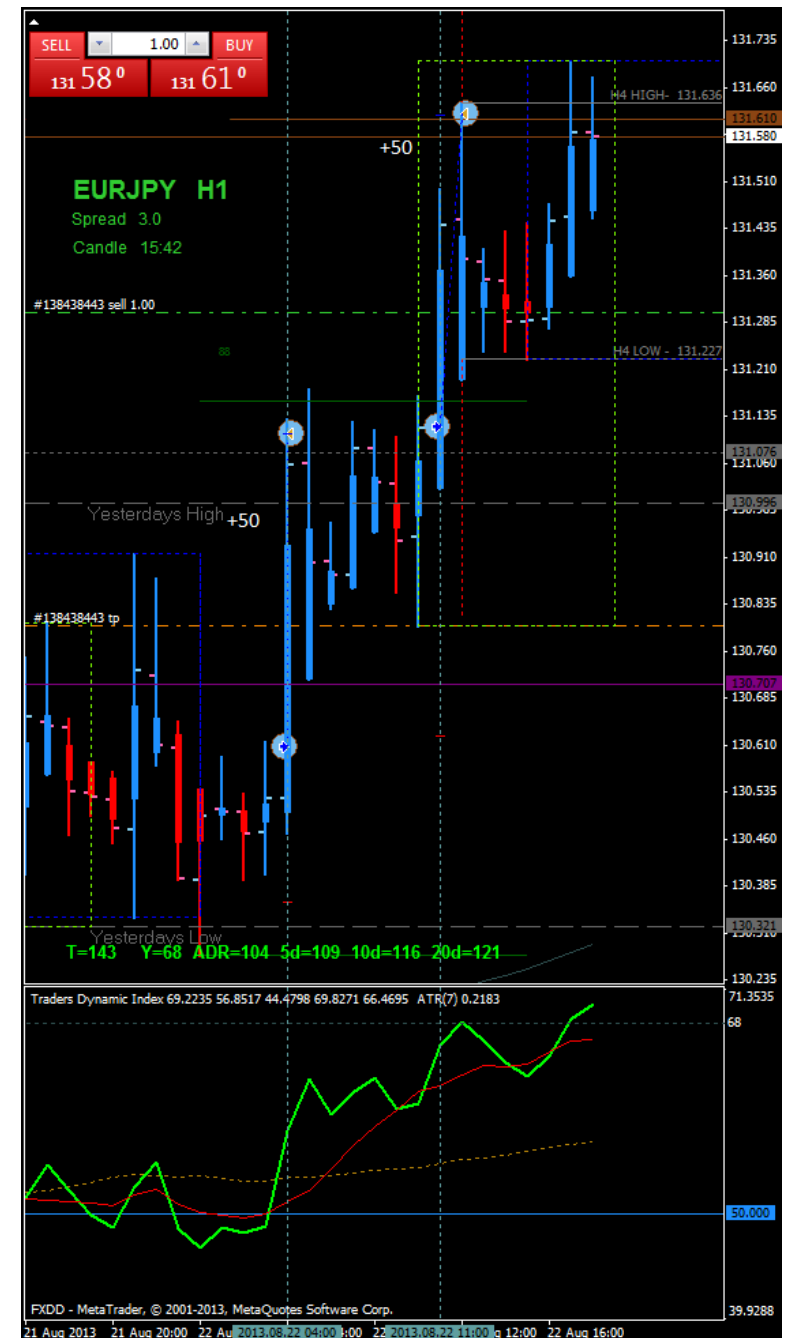 SELL 1.00 BUY
131 58 0 131 61 0
131.735
131.660
H4 HIGH- 131.636
131.610
131.580
+50
131.510
EURJPY H1
131.435
Spread 3.0
Candle 15:42
131.360
#138438443 sell 1.00
131.285
H4 LOW - 131.227
131.210
131.135
131.076
131.060
130.996
Yesterdays High
+50
130.910
130.835
#138438443 tp
130.760
130.707
130.685
130.610
130.535
130.460
130.385
130.321
Yesterdays Low
T=143 Y=68 ADR=104 5d=109 10d=116 20d=121
130.235
Traders Dynamic Index 69.2235 56.8517 44.4798 69.8271 66.4695 ATR(7) 0.2183
71.3535
68
50.000
FXDD - MetaTrader, © 2001-2013, MetaQuotes Software Corp.
39.9288
21 Aug 2013 21 Aug 20:00 22 Au 2013.08.22 04:00 :00 22 2013.08.22 11:00 g 12:00 22 Aug 16:00